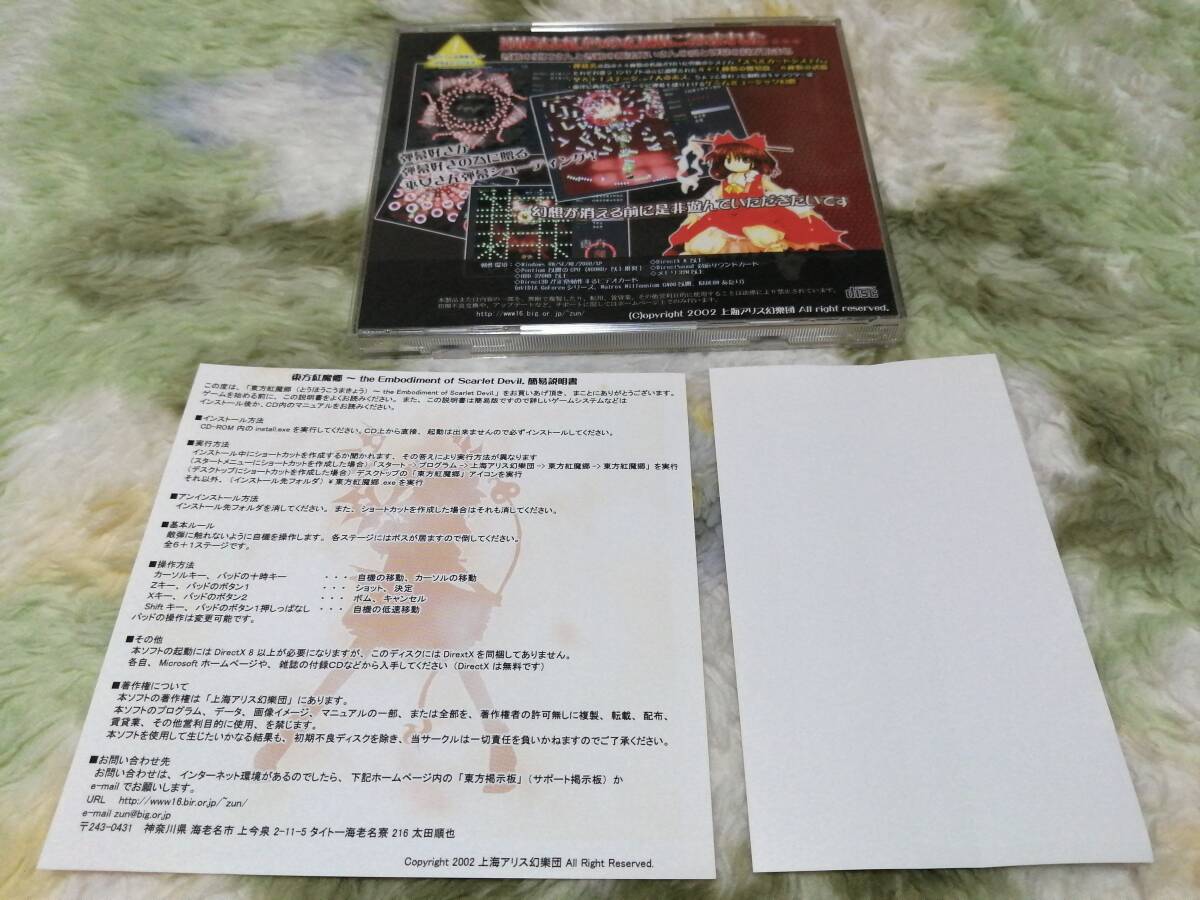 弾幕好きが
弾幕好きの為に贈る
東夏さん弾幕シューティング！
幻想が消える前に是非遊んでいただきたいです
http://www16.big.or.jp/~zun/
(C)opyright 2002 上海アリス幻樂団 All right reserved.
東方紅魔郷 ～ the Embodiment of Scarlet Devil. 簡易説明書
この度は、「東方紅魔郷（とうほうこうまきょう）～ the Embodiment of Scarlet Devil.」をお買いあげ頂き、まことにありがとうございます。
ゲームを始める前に、この説明書をよくお読みください。また、この説明書は簡易版ですので詳しいゲームシステムなどは
インストール後か、CD内のマニュアルをお読みください。
■インストール方法
CD-ROM 内の install.exe を実行してください。CD上から直接、起動は出来ませんので必ずインストールしてください。
■実行方法
インストール中にショートカットを作成するか聞かれます、その答えにより実行方法が異なります
（スタートメニューにショートカットを作成した場合）「スタート->プログラム->上海アリス幻樂団->東方紅魔郷->東方紅魔郷」を実行
（デスクトップにショートカットを作成した場合）デスクトップの「東方紅魔郷」アイコンを実行
それ以外、（インストール先フォルダ）¥東方紅魔郷.exe を実行
■アンインストール方法
インストール先フォルダを消してください。また、ショートカットを作成した場合はそれも消してください。
■基本ルール
敵弾に触れないように自機を操作します。各ステージにはボスが居ますので倒してください。
全6＋1ステージです。
■操作方法
カーソルキー、パッドの十時キー ・・・ 自機の移動、カーソルの移動
Zキー、パッドのボタン1 ・・・ ショット、決定
Xキー、パッドのボタン2 ・・・ ボム、キャンセル
Shift キー、パッドのボタン1押しっぱなし ・・・ 自機の低速移動
パッドの操作は変更可能です。
■その他
本ソフトの起動には DirectX 8 以上が必要になりますが、このディスクには DirextX を同梱してありません。
各自、Microsoft ホームページや、雑誌の付録CDなどから入手してください（DirectX は無料です）
■著作権について
本ソフトの著作権は「上海アリス幻樂団」にあります。
本ソフトのプログラム、データ、画像イメージ、マニュアルの一部、または全部を、著作権者の許可無しに複製、転載、配布、
賃貸業、その他営利目的に使用、を禁じます。
本ソフトを使用して生じたいかなる結果も、初期不良ディスクを除き、当サークルは一切責任を負いかねますのでご了承ください。
■お問い合わせ先
お問い合わせは、インターネット環境があるのでしたら、下記ホームページ内の「東方掲示板」（サポート掲示板）か
e-mail でお願いします。
URL http://www16.bir.or.jp/~zun/
e-mail zun@big.or.jp
〒243-0431 神奈川県 海老名市 上今泉 2-11-5 タイトー海老名寮 216 太田順也
Copyright 2002 上海アリス幻樂団 All Right Reserved.